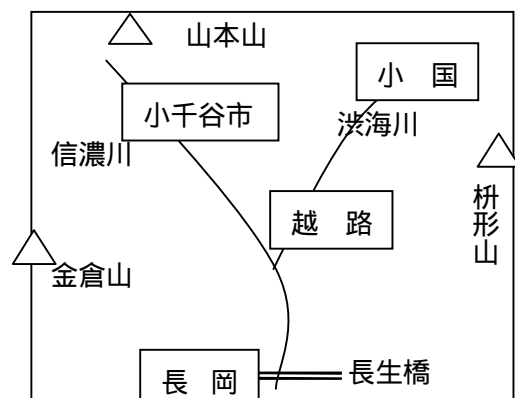 山本山
小 国
小千谷市
渋海川
信濃川
枡形山
越 路
金倉山
長生橋
長 岡